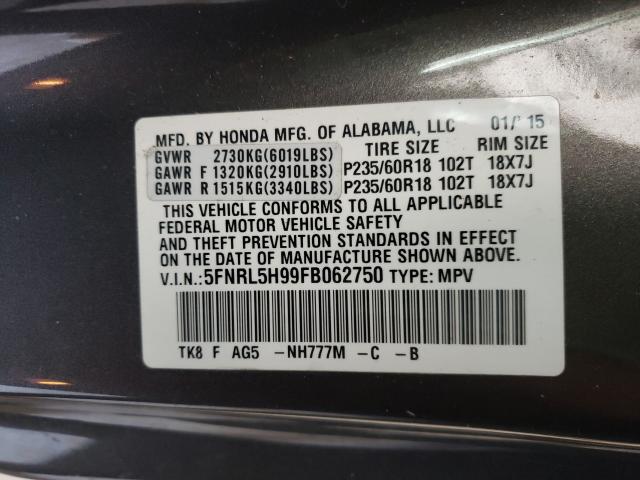 MFD. BY HONDA MFG. OF ALABAMA, LLC 01/'15
TIRE SIZE RIM SIZE
GVWR 2730KG(6019LBS)
GAWR F 1320KG(2910LBS) P235/60R18 102T 18X7J
GAWR R 1515KG(3340LBS) P235/60R18 102T 18X7J
THIS VEHICLE CONFORMS TO ALL APPLICABLE
FEDERAL MOTOR VEHICLE SAFETY
AND THEFT PREVENTION STANDARDS IN EFFECT
ON THE DATE OF MANUFACTURE SHOWN ABOVE.
V.I.N.:5FNRL5H99FB062750 TYPE: MPV
TK8 F AG5 -NH777M -C -B